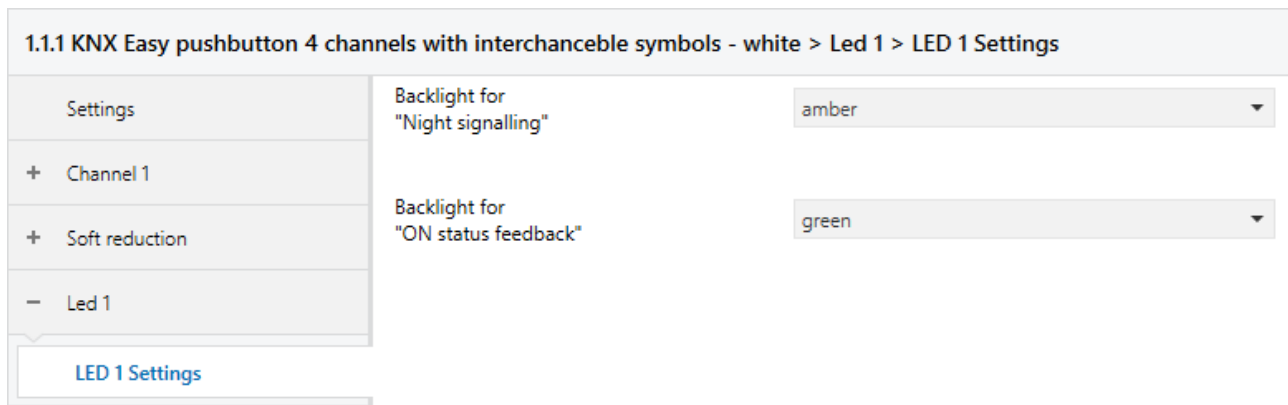 1.1.1 KNX Easy pushbutton 4 channels with interchanceble symbols - white > Led 1 > LED 1 Settings
Settings
+ Channel 1
+ Soft reduction
− Led 1
LED 1 Settings
Backlight for
"Night signalling"
amber
Backlight for
"ON status feedback"
green